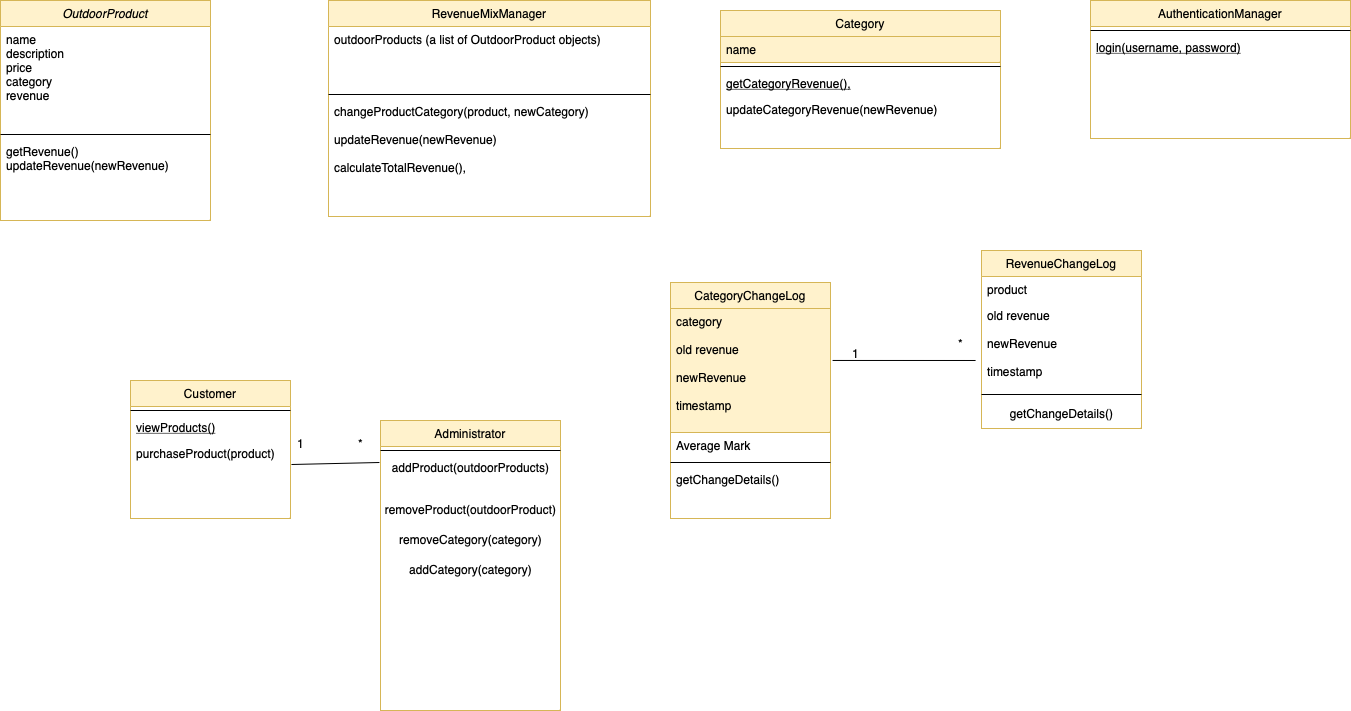 OutdoorProduct
name
description
price
category
revenue
getRevenue()
updateRevenue(newRevenue)
RevenueMixManager
outdoorProducts (a list of OutdoorProduct objects)
changeProductCategory(product, newCategory)
updateRevenue(newRevenue)
calculateTotalRevenue(),
Category
name
getCategoryRevenue(),
updateCategoryRevenue(newRevenue)
AuthenticationManager
login(username, password)
Customer
viewProducts()
purchaseProduct(product)
1
*
Administrator
addProduct(outdoorProducts)
removeProduct(outdoorProduct)
removeCategory(category)
addCategory(category)
CategoryChangeLog
category
old revenue
newRevenue
timestamp
Average Mark
getChangeDetails()
1
*
RevenueChangeLog
product
old revenue
newRevenue
timestamp
getChangeDetails()